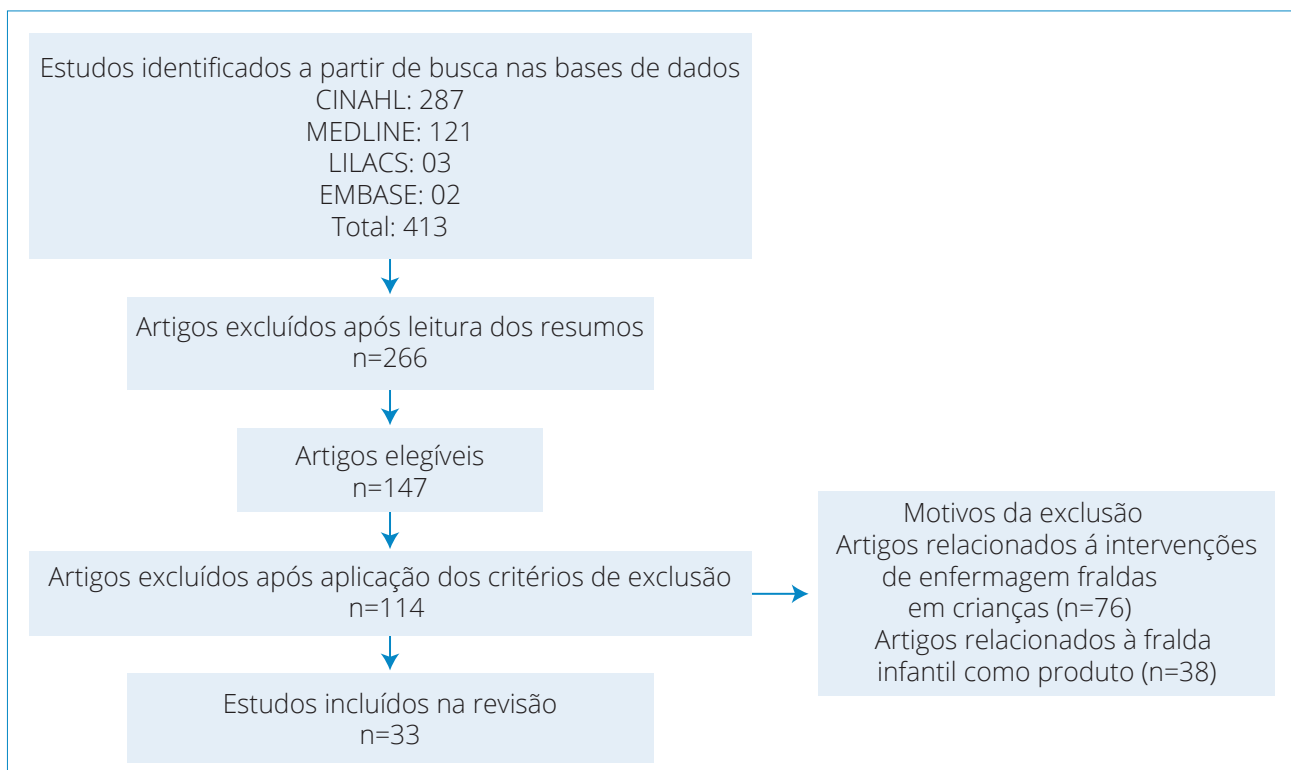 Estudos identificados a partir de busca nas bases de dados
CINAHL: 287
MEDLINE: 121
LILACS: 03
EMBASE: 02
Total: 413
Artigos excluídos após leitura dos resumos
n=266
Artigos elegíveis
n=147
Artigos excluídos após aplicação dos critérios de exclusão
n=114
Motivos da exclusão
Artigos relacionados á intervenções
de enfermagem fraldas
em crianças (n=76)
Artigos relacionados à fralda
infantil como produto (n=38)
Estudos incluídos na revisão
n=33